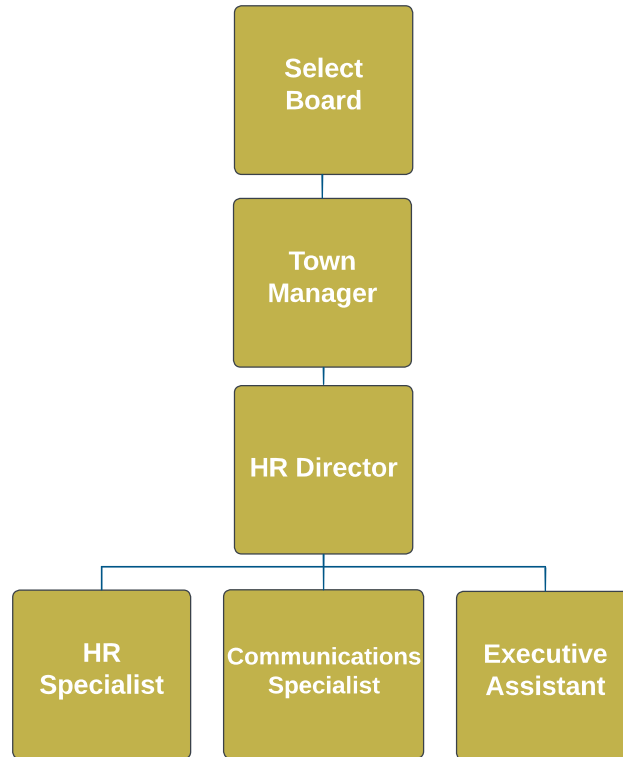 Select
Board
Town
Manager
HR Director
HR
Specialist
Communications
Specialist
Executive
Assistant